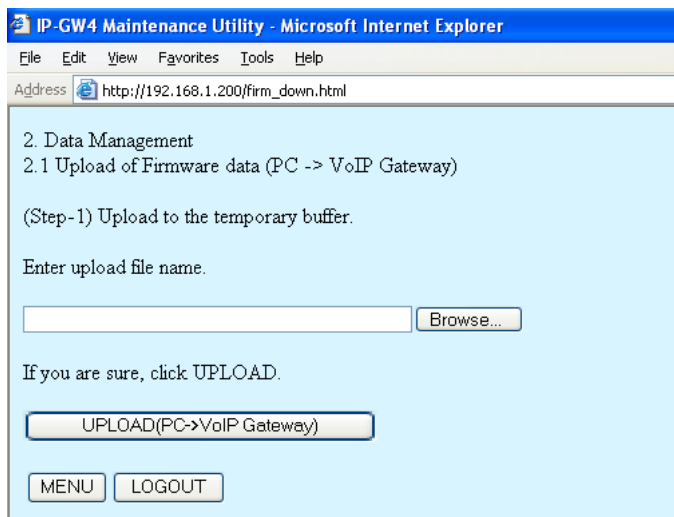 IP-GW4 Maintenance Utility - Microsoft Internet Explorer
File Edit View Favorites Tools Help
Address http://192.168.1.200/firm_down.html
2. Data Management
2.1 Upload of Firmware data (PC -> VoIP Gateway)
(Step-1) Upload to the temporary buffer.
Enter upload file name.
Browse...
If you are sure, click UPLOAD.
UPLOAD(PC->VoIP Gateway)
MENU LOGOUT